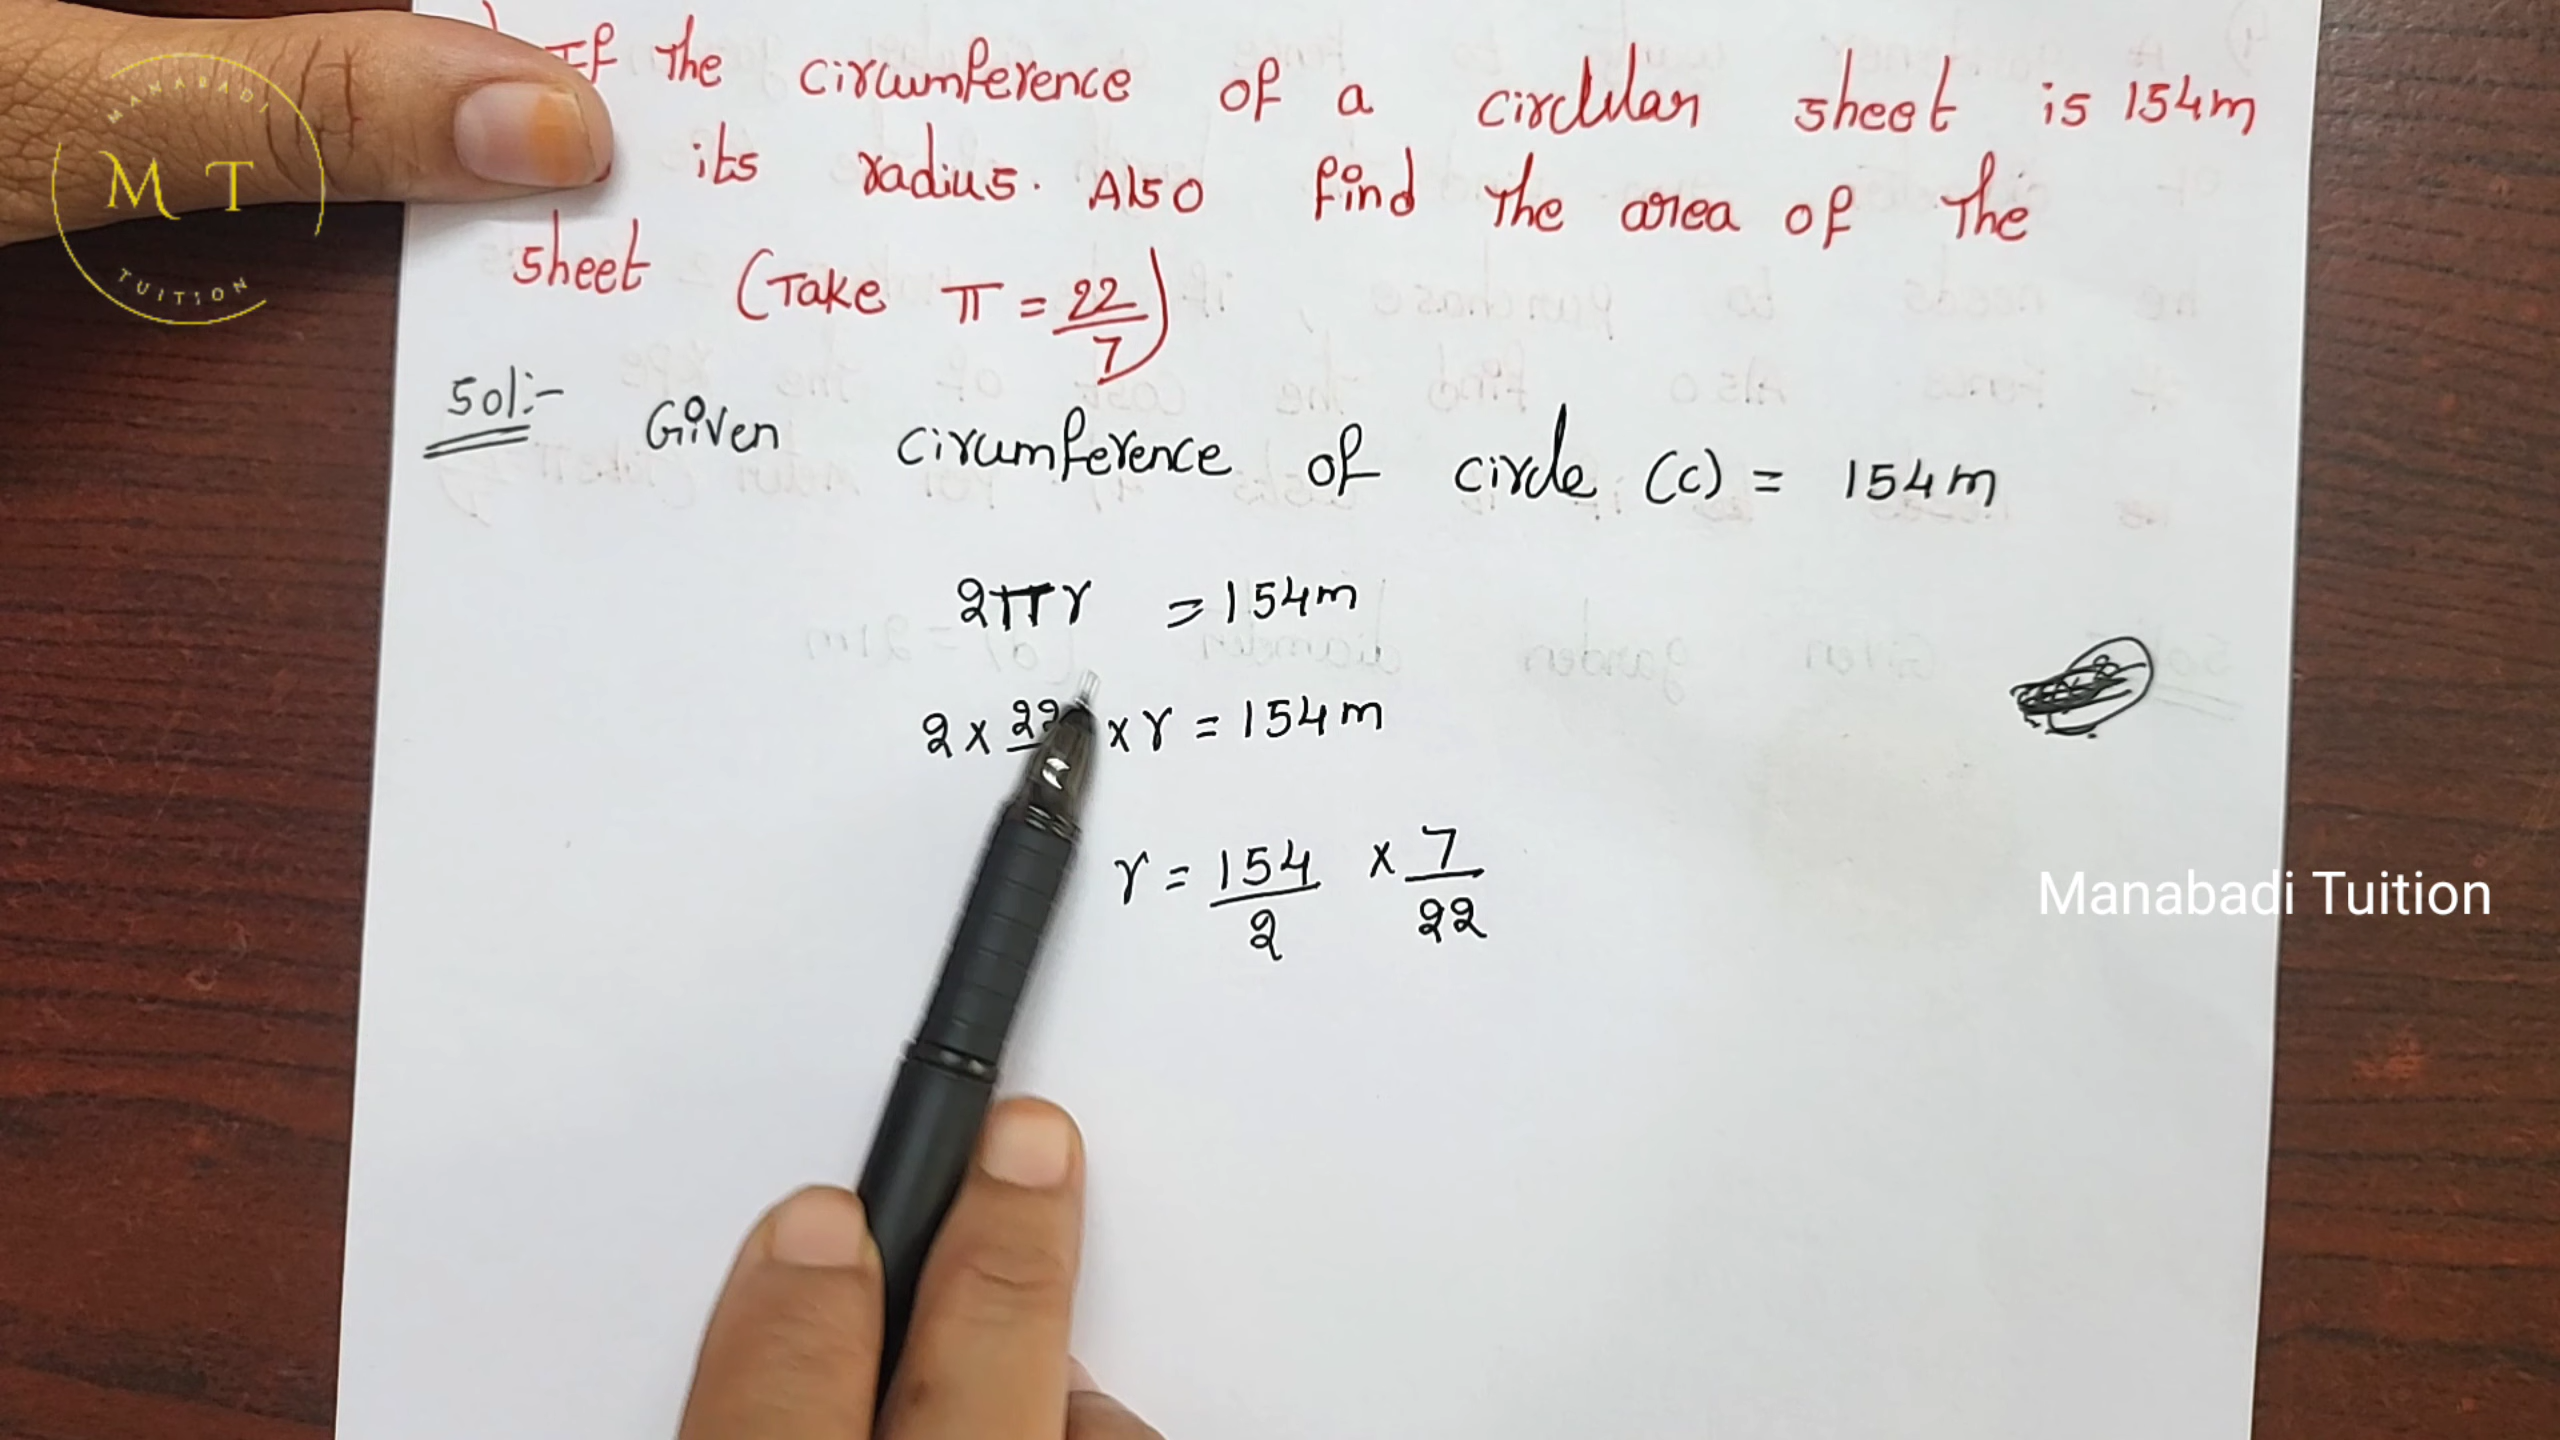 If the circumference of a circular sheet is 154m
its radius. Also find the area of the
sheet (Take π = 22/7)
Sol:- Given circumference of circle (c) = 154m
2πr = 154m
2 × 22 × r = 154m
r = 154/2 × 7/22
MANABADI
M T
TUITION
Manabadi Tuition